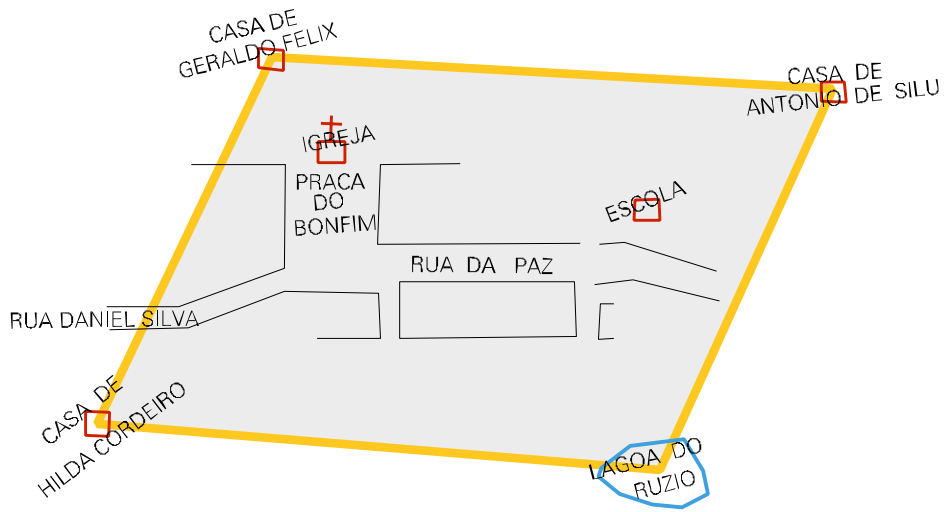 CASA DE
GERALDO FELIX
CASA DE
ANTONIO DE SILU
IGREJA
PRACA
DO
BONFIM
ESCOLA
RUA DA PAZ
RUA DANIEL SILVA
CASA DE
HILDA CORDEIRO
LAGOA DO
RUZIO